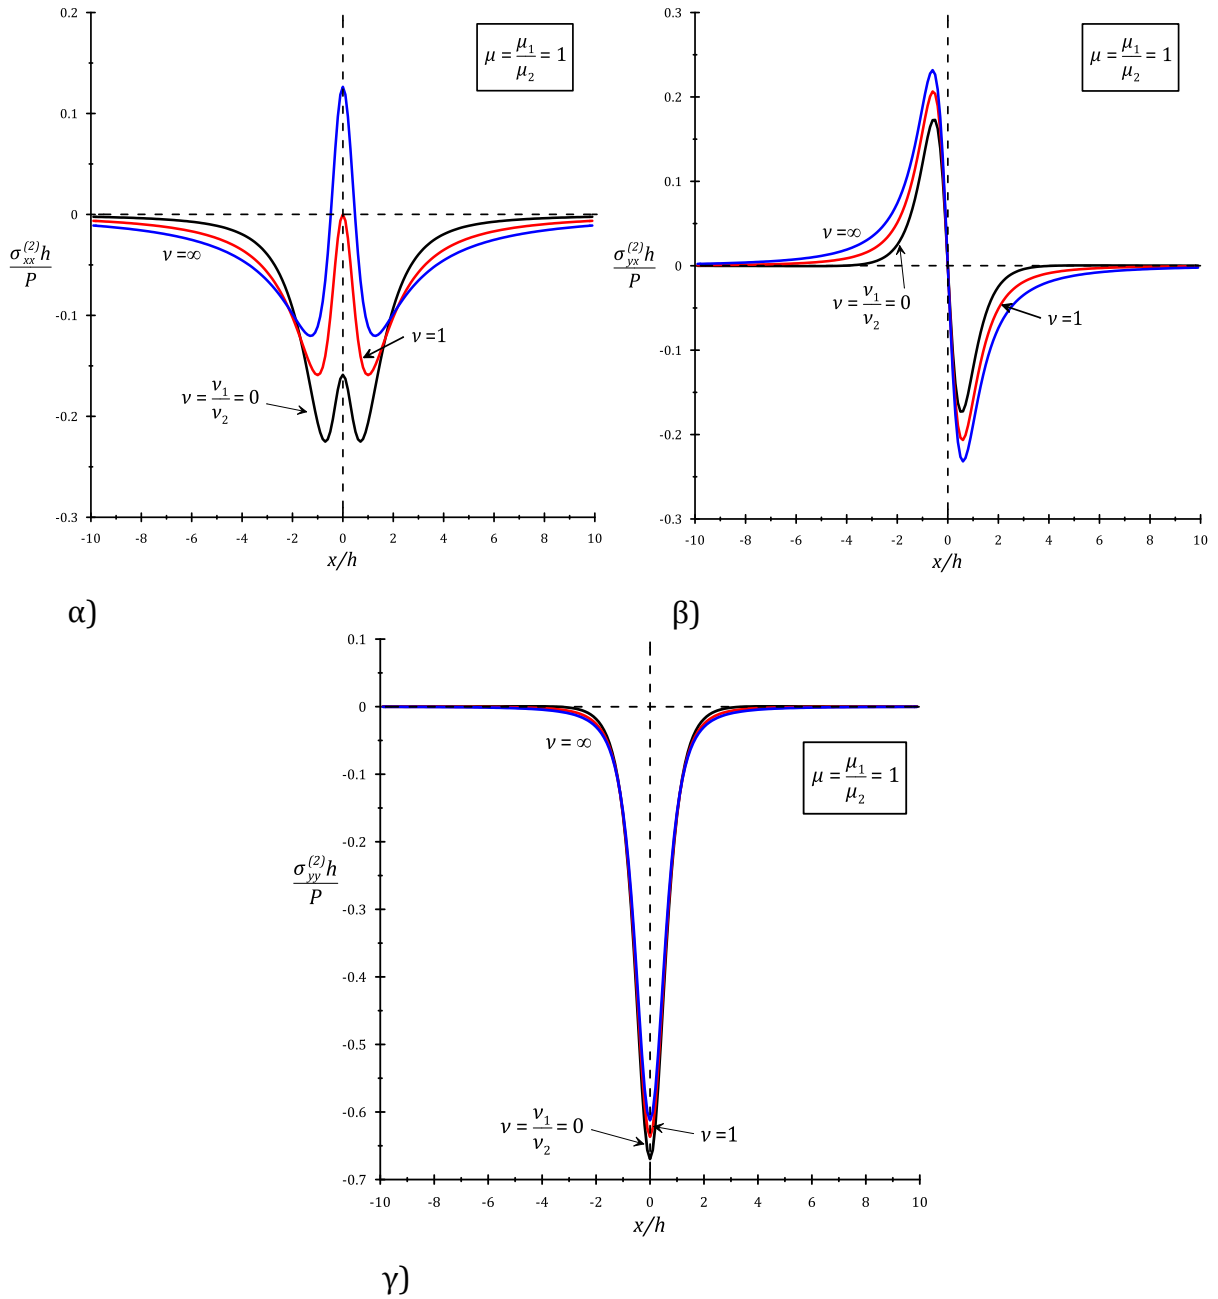 0.2
0.1
0
-0.1
-0.2
-0.3
-10 -8 -6 -4 -2 0 2 4 6 8 10
x/h
σ_xx^(2) h
P
μ = μ₁/μ₂ = 1
ν = ∞
ν = 1
ν = ν₁/ν₂ = 0
α)
0.3
0.2
0.1
0
-0.1
-0.2
-0.3
-10 -8 -6 -4 -2 0 2 4 6 8 10
x/h
σ_yx^(2) h
P
μ = μ₁/μ₂ = 1
ν = ∞
ν = ν₁/ν₂ = 0
ν = 1
β)
0.1
0
-0.1
-0.2
-0.3
-0.4
-0.5
-0.6
-0.7
-10 -8 -6 -4 -2 0 2 4 6 8 10
x/h
σ_yy^(2) h
P
ν = ∞
μ = μ₁/μ₂ = 1
ν = ν₁/ν₂ = 0
ν = 1
γ)